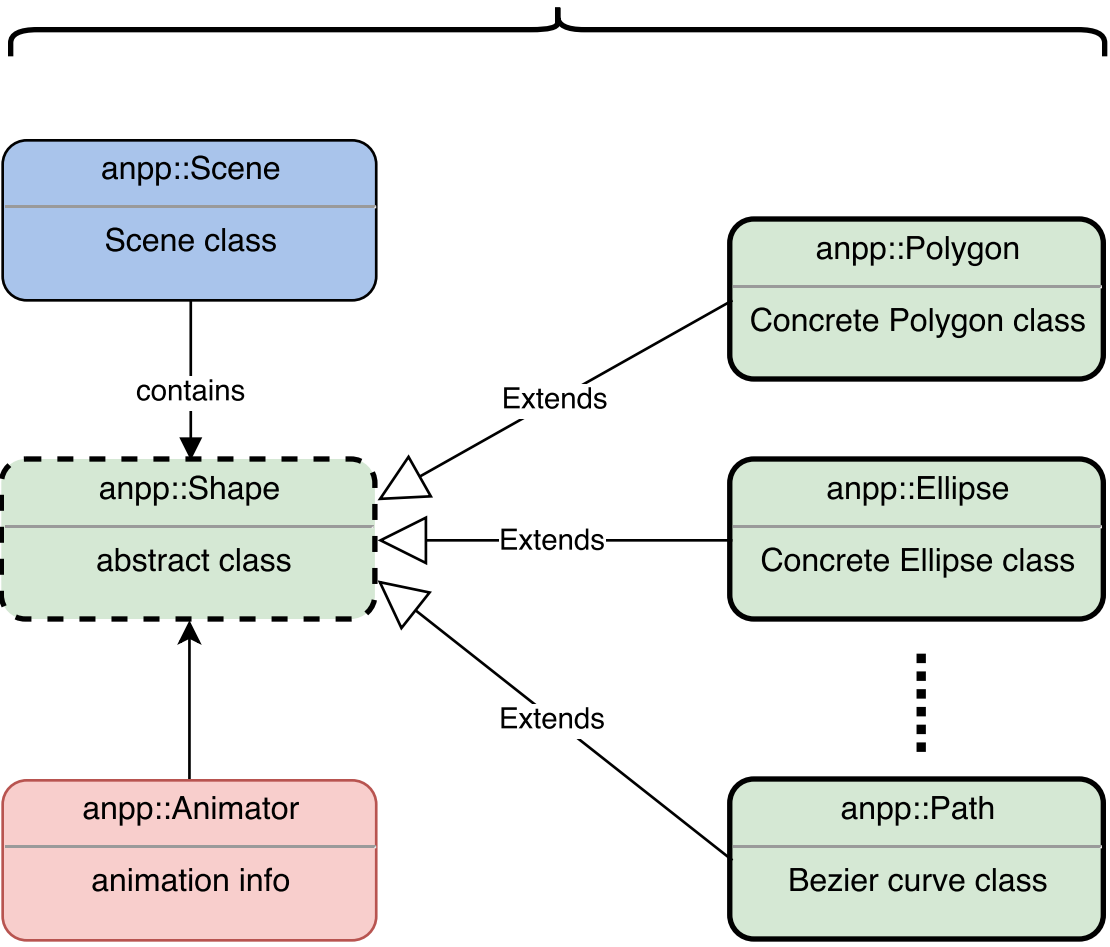 anpp::Scene
Scene class
anpp::Polygon
Concrete Polygon class
contains
Extends
anpp::Shape
abstract class
Extends
anpp::Ellipse
Concrete Ellipse class
Extends
anpp::Animator
animation info
anpp::Path
Bezier curve class